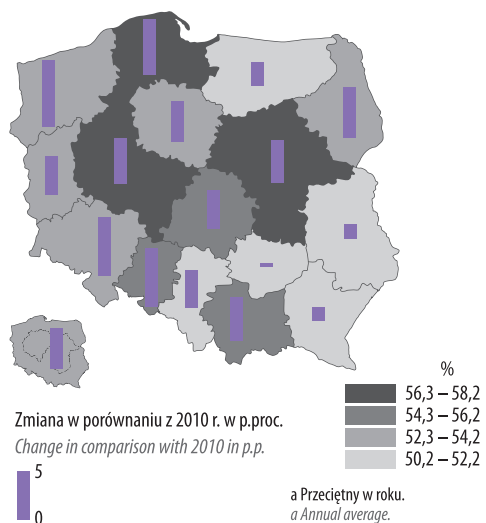 %
56,3 – 58,2
54,3 – 56,2
52,3 – 54,2
50,2 – 52,2
Zmiana w porównaniu z 2010 r. w p.proc.
Change in comparison with 2010 in p.p.
5
0
a Przeciętny w roku.
a Annual average.